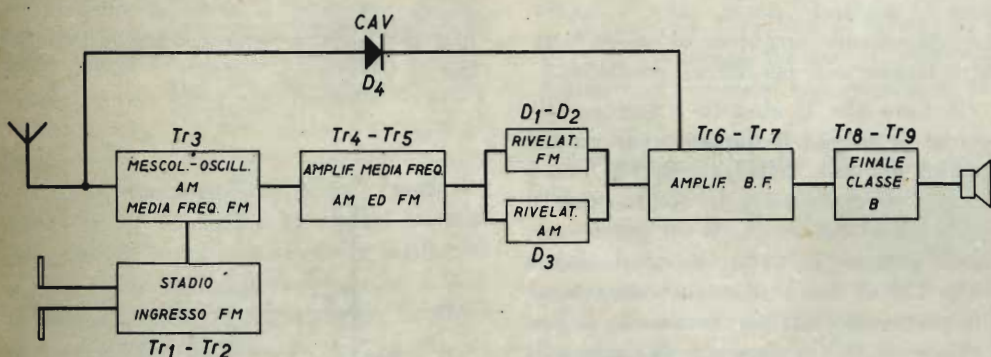 CAV
D4
Tr3
MESCOL.-OSCILL.
AM
MEDIA FREQ. FM
Tr4 - Tr5
AMPLIF. MEDIA FREQ.
AM ED FM
D1 - D2
RIVELAT.
FM
RIVELAT.
AM
D3
Tr6 - Tr7
AMPLIF. B.F.
Tr8 - Tr9
FINALE
CLASSE
B
STADIO
INGRESSO FM
Tr1 - Tr2